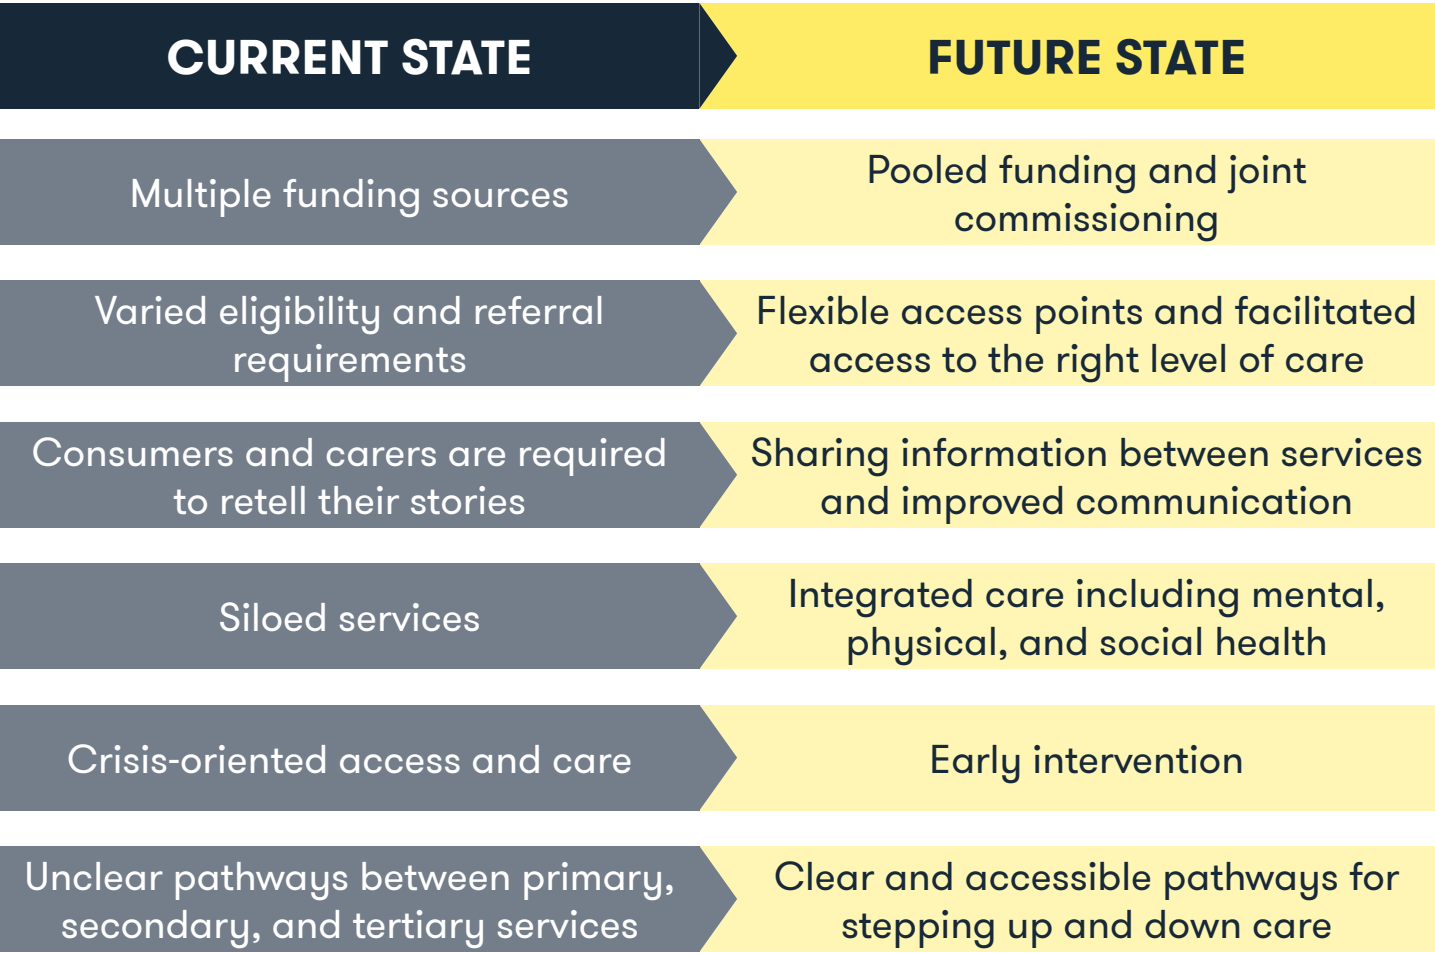 CURRENT STATE
FUTURE STATE
Multiple funding sources
Pooled funding and joint
commissioning
Varied eligibility and referral
requirements
Flexible access points and facilitated
access to the right level of care
Consumers and carers are required
to retell their stories
Sharing information between services
and improved communication
Siloed services
Integrated care including mental,
physical, and social health
Crisis-oriented access and care
Early intervention
Unclear pathways between primary,
secondary, and tertiary services
Clear and accessible pathways for
stepping up and down care